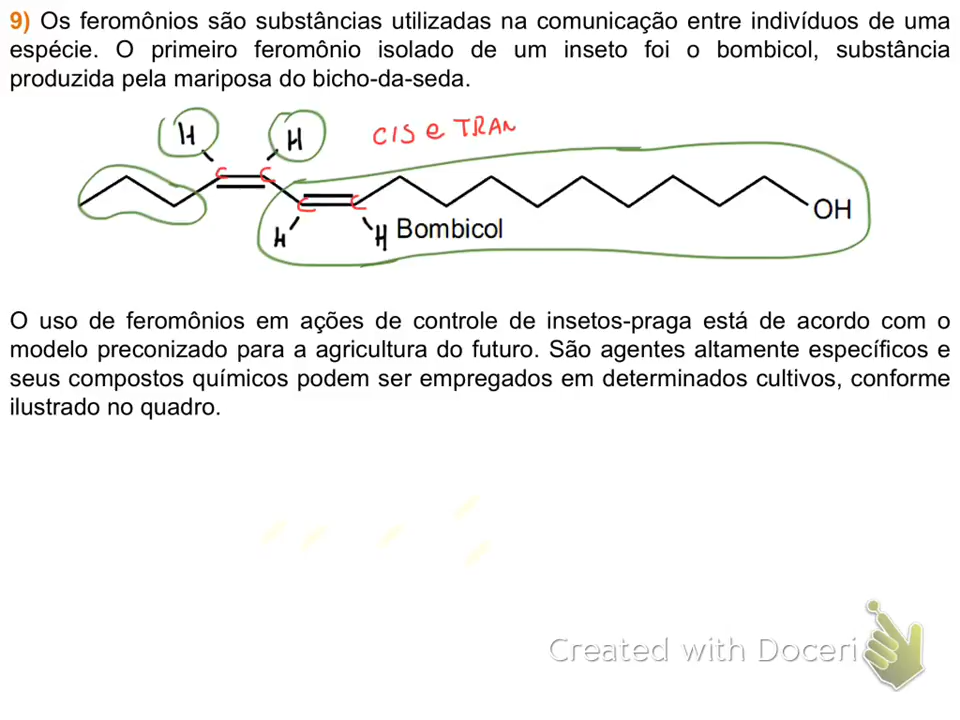 9) Os feromônios são substâncias utilizadas na comunicação entre indivíduos de uma
espécie. O primeiro feromônio isolado de um inseto foi o bombicol, substância
produzida pela mariposa do bicho-da-seda.
H H CIS e TRAN
C C
C C OH
H H Bombicol
O uso de feromônios em ações de controle de insetos-praga está de acordo com o
modelo preconizado para a agricultura do futuro. São agentes altamente específicos e
seus compostos químicos podem ser empregados em determinados cultivos, conforme
ilustrado no quadro.
Created with Doceri